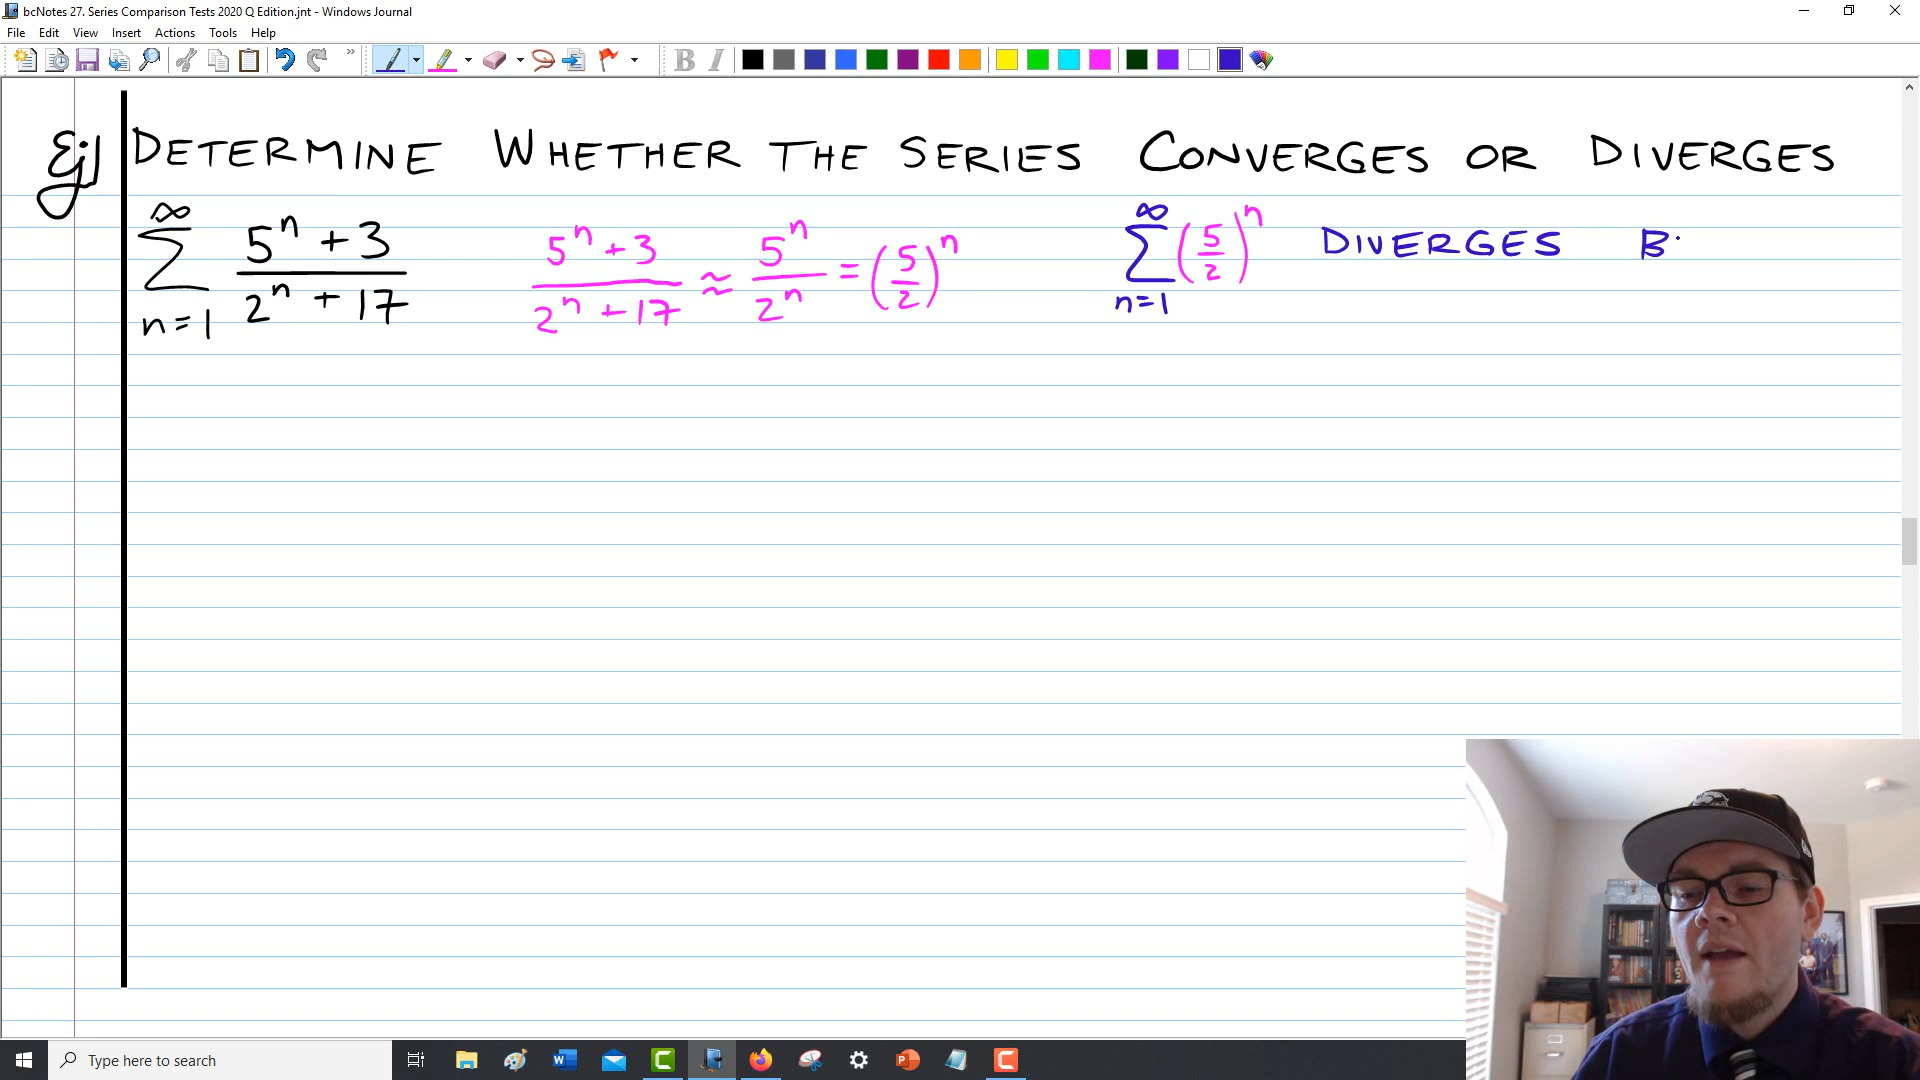 bcNotes 27. Series Comparison Tests 2020 Q Edition.jnt - Windows Journal
File Edit View Insert Actions Tools Help
B I
Ej DETERMINE WHETHER THE SERIES CONVERGES OR DIVERGES
∞ Σ n=1 (5^n + 3)/(2^n + 17) (5^n + 3)/(2^n + 17) ≈ 5^n/2^n = (5/2)^n ∞ Σ n=1 (5/2)^n DIVERGES B
Type here to search